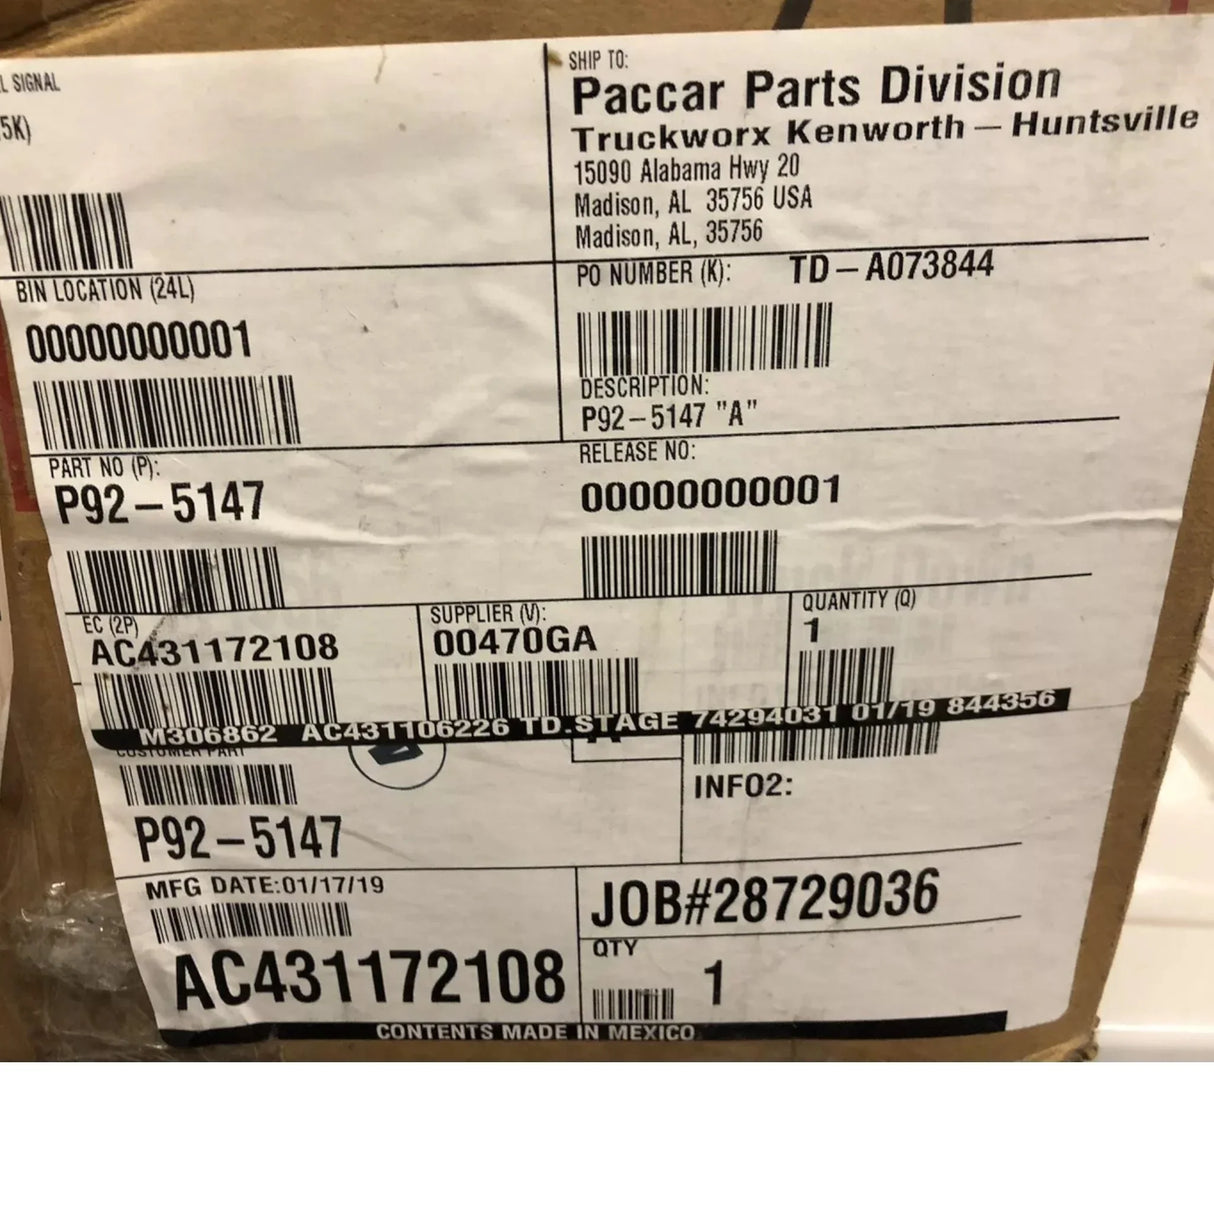 L SIGNAL
5K)
SHIP TO:
Paccar Parts Division
Truckworx Kenworth – Huntsville
15090 Alabama Hwy 20
Madison, AL 35756 USA
Madison, AL, 35756
BIN LOCATION (24L)
00000000001
PO NUMBER (K): TD–A073844
DESCRIPTION:
P92–5147 "A"
PART NO (P):
P92–5147
RELEASE NO:
00000000001
EC (2P)
AC431172108
SUPPLIER (V):
00470GA
QUANTITY (Q)
1
M306862 AC431106226 TD.STAGE 74294031 01/19 844356
CUSTOMER PART
P92–5147
INFO2:
MFG DATE:01/17/19
AC431172108
JOB#28729036
QTY
1
CONTENTS MADE IN MEXICO